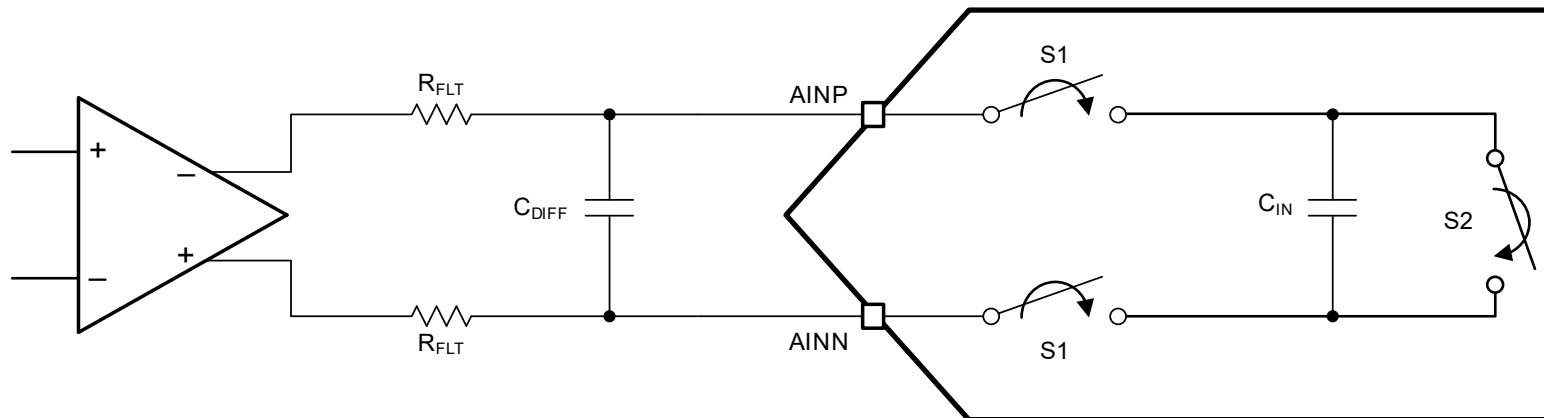 S1
R_FLT
AINP
+
−
C_DIFF
C_IN
S2
+
−
AINN
R_FLT
S1